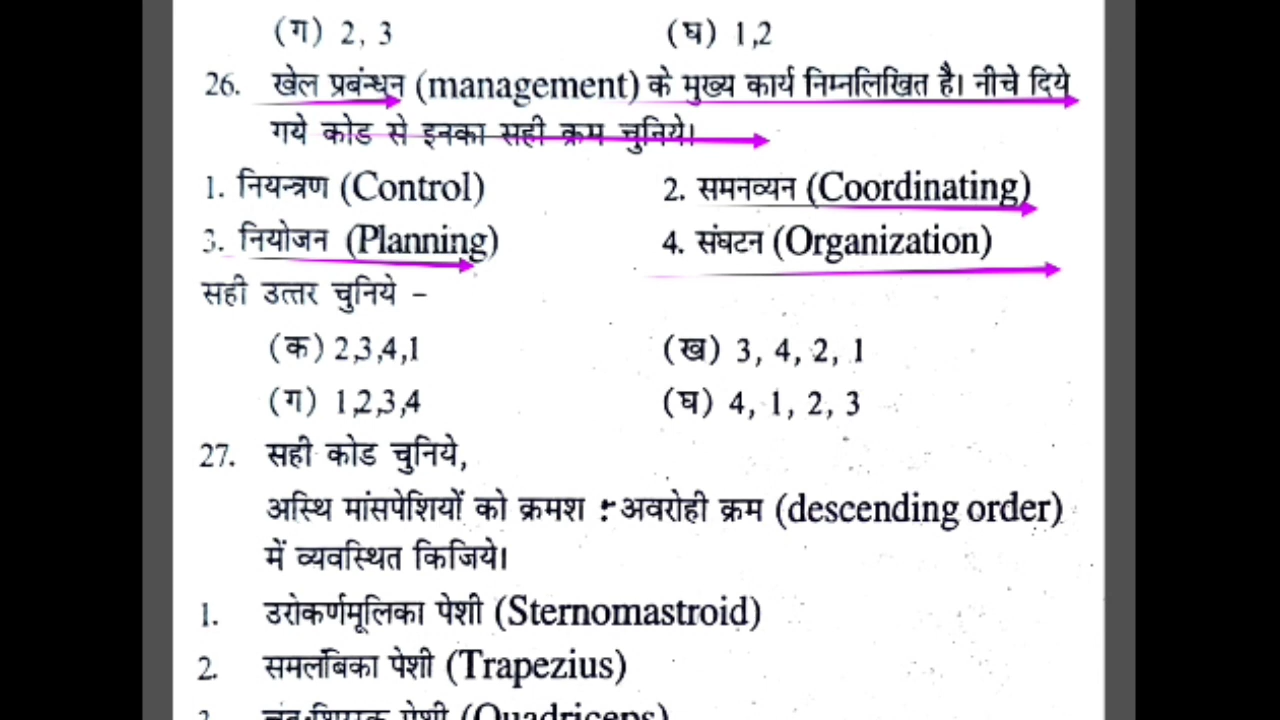 (ग) 2, 3 (घ) 1,2
26. खेल प्रबंन्धन (management) के मुख्य कार्य निम्नलिखित है। नीचे दिये
गये कोड से इनका सही क्रम चुनिये।
1. नियन्त्रण (Control) 2. समनव्यन (Coordinating)
3. नियोजन (Planning) 4. संघटन (Organization)
सही उत्तर चुनिये –
(क) 2,3,4,1 (ख) 3, 4, 2, 1
(ग) 1,2,3,4 (घ) 4, 1, 2, 3
27. सही कोड चुनिये,
अस्थि मांसपेशियों को क्रमश :- अवरोही क्रम (descending order)
में व्यवस्थित किजिये।
1. उरोकर्णमूलिका पेशी (Sternomastroid)
2. समलंबिका पेशी (Trapezius)
पेशी (Quadriceps)